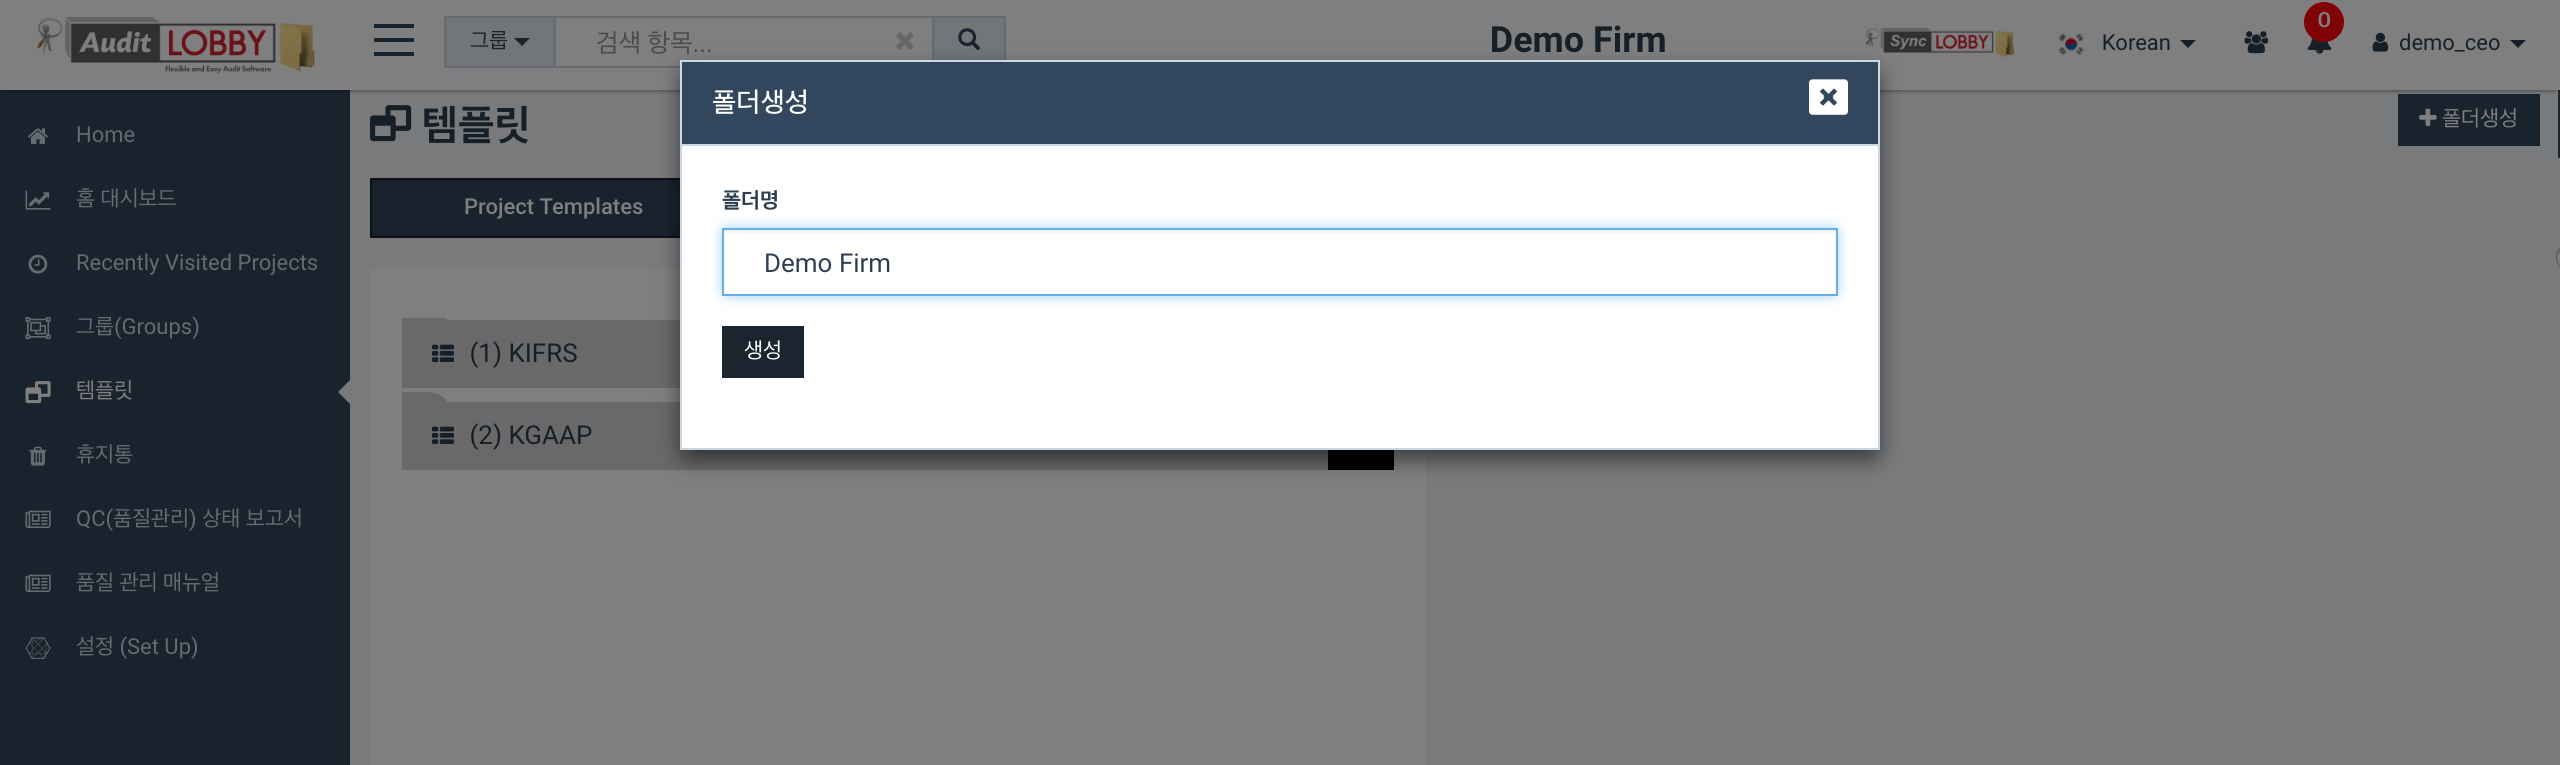 Audit LOBBY
Flexible and Easy Audit Software
그룹
검색 항목...
Demo Firm
Sync LOBBY
Korean
0
demo_ceo
Home
홈 대시보드
Recently Visited Projects
그룹(Groups)
템플릿
휴지통
QC(품질관리) 상태 보고서
품질 관리 매뉴얼
설정 (Set Up)
템플릿
폴더생성
Project Templates
(1) KIFRS
(2) KGAAP
폴더생성
폴더명
Demo Firm
생성